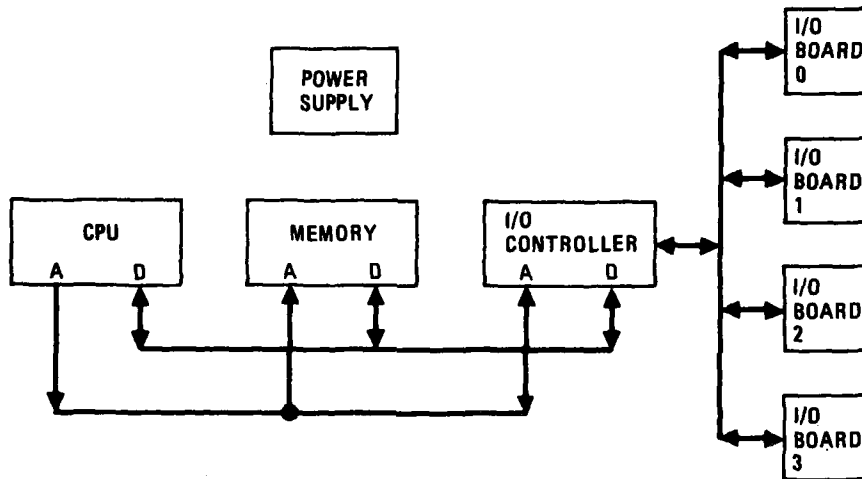 POWER
SUPPLY
CPU
A D
MEMORY
A D
I/O
CONTROLLER
A D
I/O
BOARD
0
I/O
BOARD
1
I/O
BOARD
2
I/O
BOARD
3